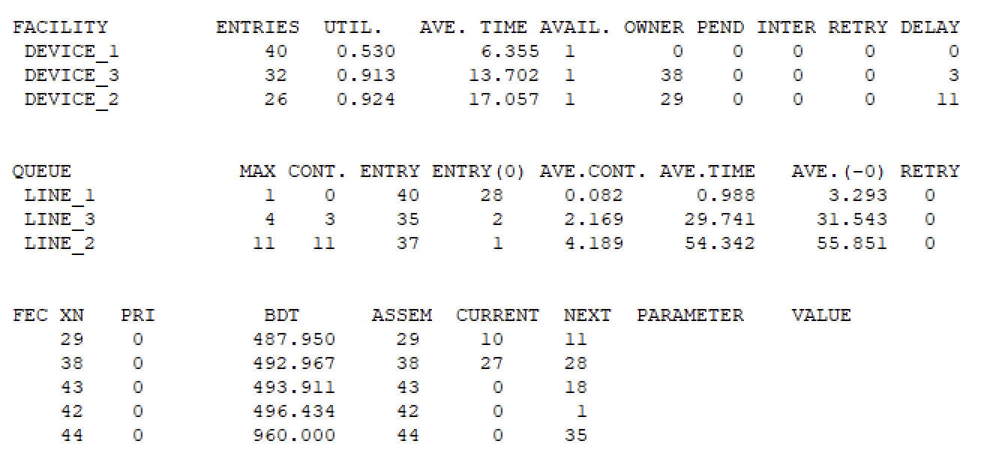 FACILITY ENTRIES UTIL. AVE. TIME AVAIL. OWNER PEND INTER RETRY DELAY
DEVICE_1 40 0.530 6.355 1 0 0 0 0 0
DEVICE_3 32 0.913 13.702 1 38 0 0 0 3
DEVICE_2 26 0.924 17.057 1 29 0 0 0 11
QUEUE MAX CONT. ENTRY ENTRY(0) AVE.CONT. AVE.TIME AVE.(-0) RETRY
LINE_1 1 0 40 28 0.082 0.988 3.293 0
LINE_3 4 3 35 2 2.169 29.741 31.543 0
LINE_2 11 11 37 1 4.189 54.342 55.851 0
FEC XN PRI BDT ASSEM CURRENT NEXT PARAMETER VALUE
29 0 487.950 29 10 11
38 0 492.967 38 27 28
43 0 493.911 43 0 18
42 0 496.434 42 0 1
44 0 960.000 44 0 35